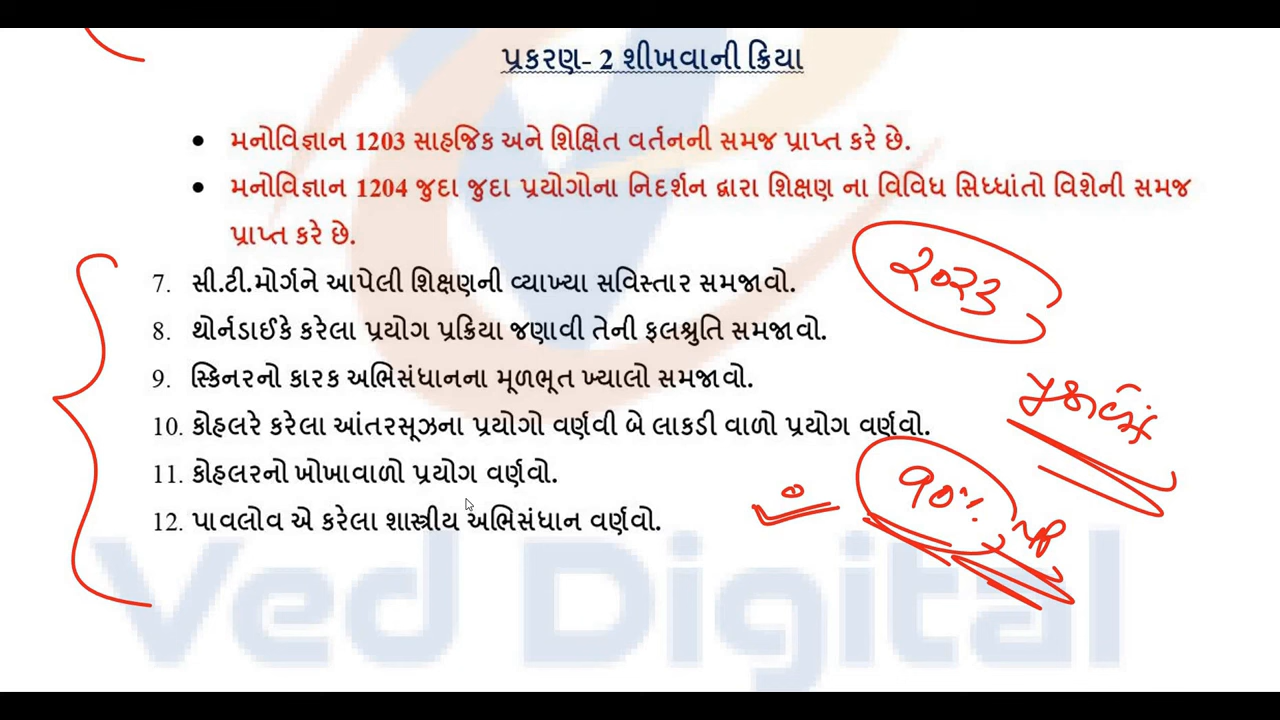 પ્રકરણ- 2 શીખવાની ક્રિયા
• મનોવિજ્ઞાન 1203 સાહજિક અને શિક્ષિત વર્તનની સમજ પ્રાપ્ત કરે છે.
• મનોવિજ્ઞાન 1204 જુદા જુદા પ્રયોગોના નિદર્શન દ્વારા શિક્ષણ ના વિવિધ સિધ્ધાંતો વિશેની સમજ
પ્રાપ્ત કરે છે.
7. સી.ટી.મોર્ગને આપેલી શિક્ષણની વ્યાખ્યા સવિસ્તાર સમજાવો.
૨૦૨૩
8. થોર્નડાઈકે કરેલા પ્રયોગ પ્રક્રિયા જણાવી તેની ફલશ્રુતિ સમજાવો.
9. સ્કિનરનો કારક અભિસંધાનના મૂળભૂત ખ્યાલો સમજાવો.
10. કોહલરે કરેલા આંતરસૂઝના પ્રયોગો વર્ણવી બે લાકડી વાળો પ્રયોગ વર્ણવો.
11. કોહલરનો ખોખાવાળો પ્રયોગ વર્ણવો.
૧૦%
12. પાવલોવ એ કરેલા શાસ્ત્રીય અભિસંધાન વર્ણવો.
Ved Digital